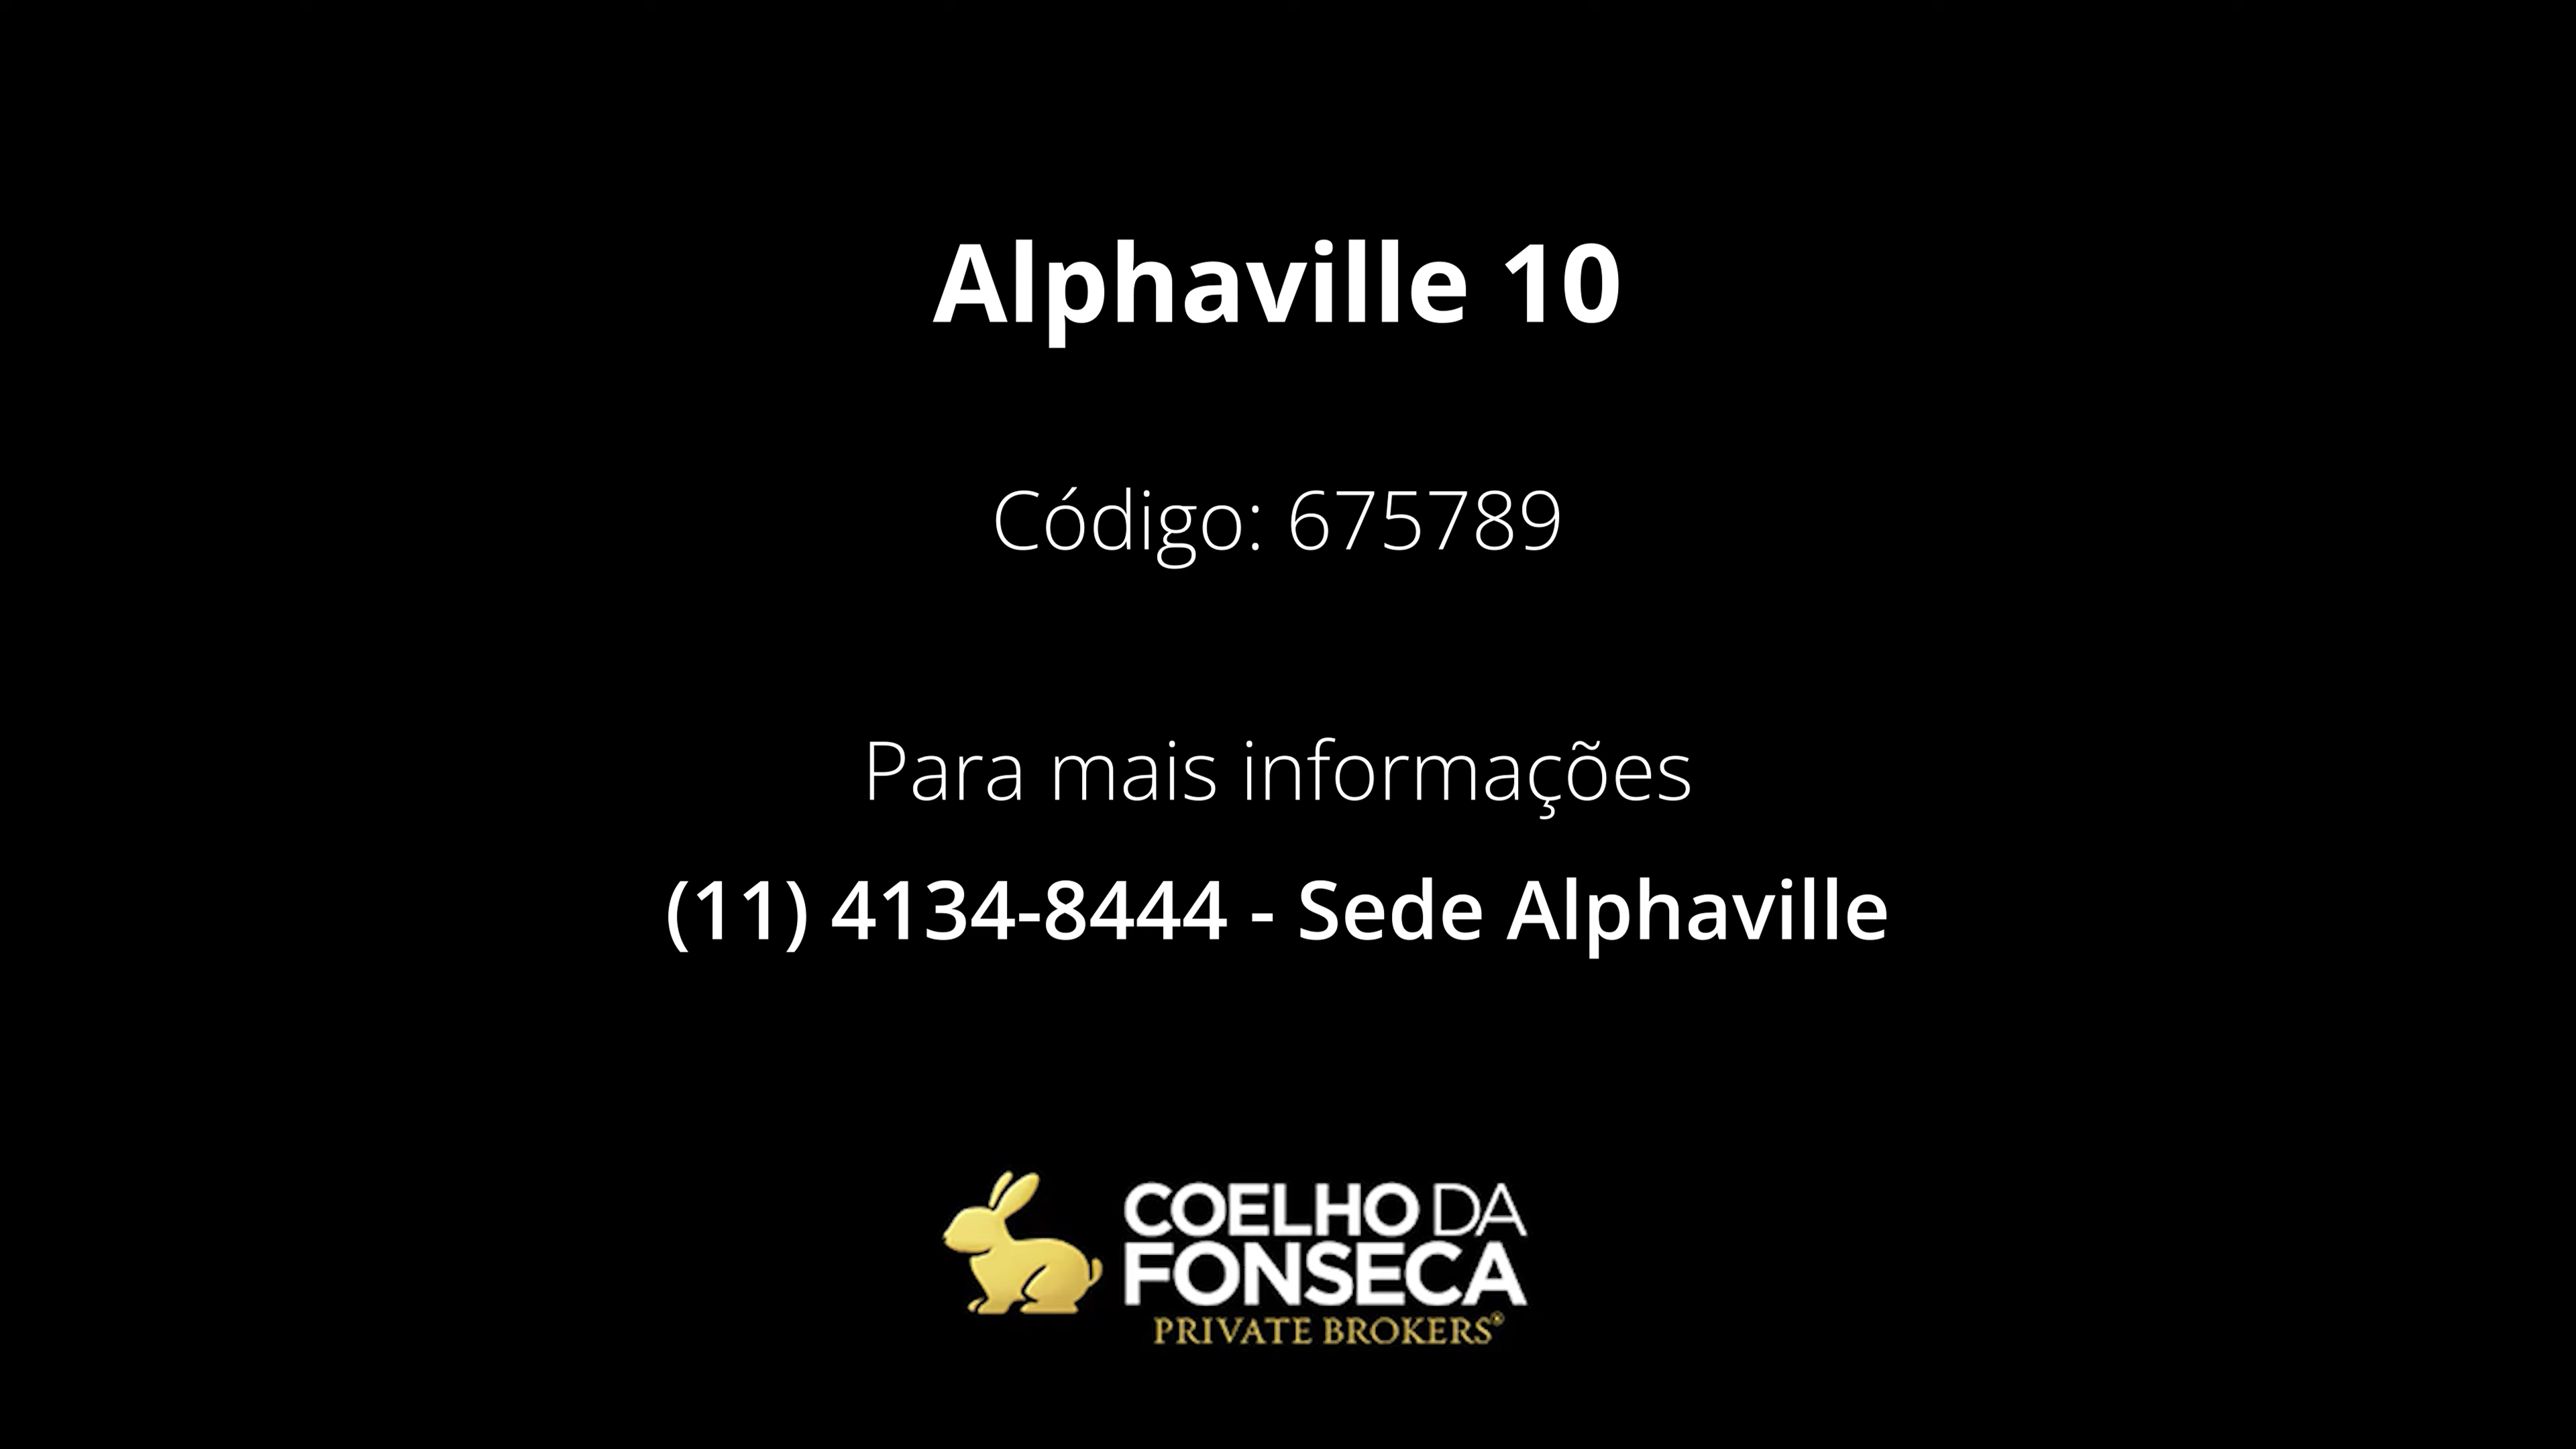 Alphaville 10
Código: 675789
Para mais informações
(11) 4134-8444 - Sede Alphaville
COELHO DA
FONSECA
PRIVATE BROKERS®